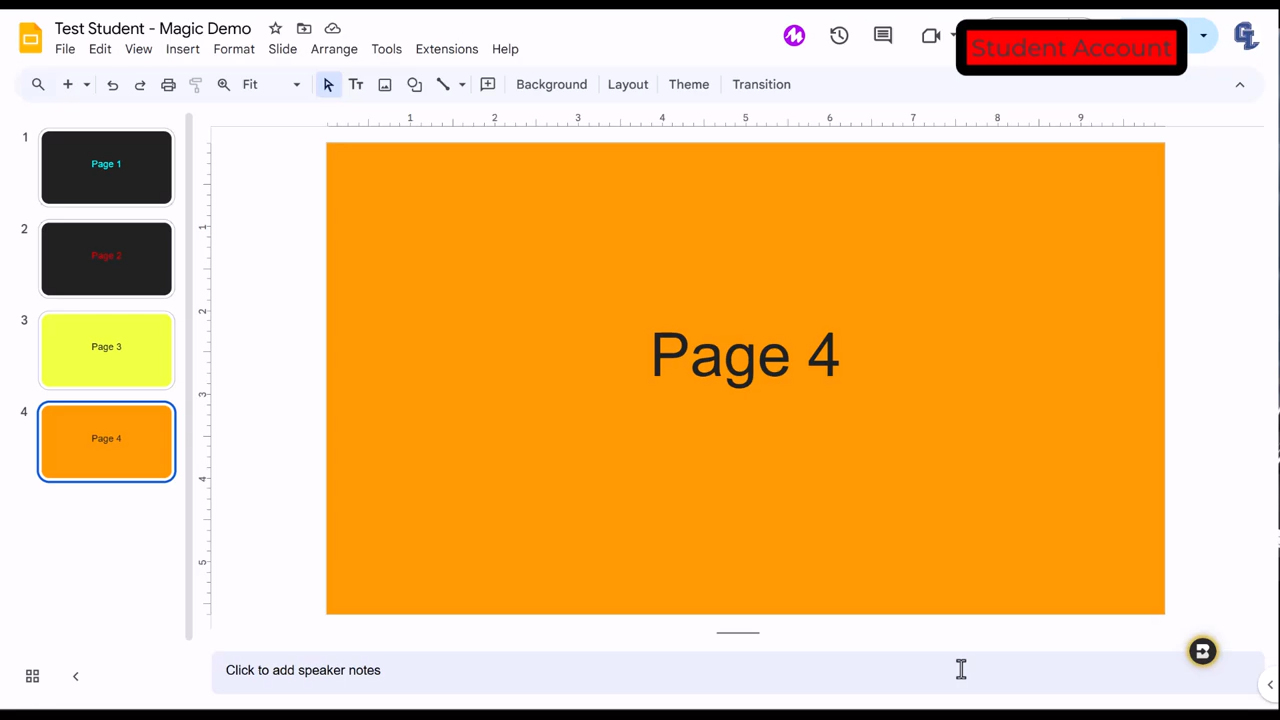 Test Student - Magic Demo
File Edit View Insert Format Slide Arrange Tools Extensions Help
Student Account
Fit
Background Layout Theme Transition
1 2 3 4 5 6 7 8 9
1
Page 1
2
Page 2
3
Page 3
4
Page 4
1
2
3
4
5
Page 4
Click to add speaker notes